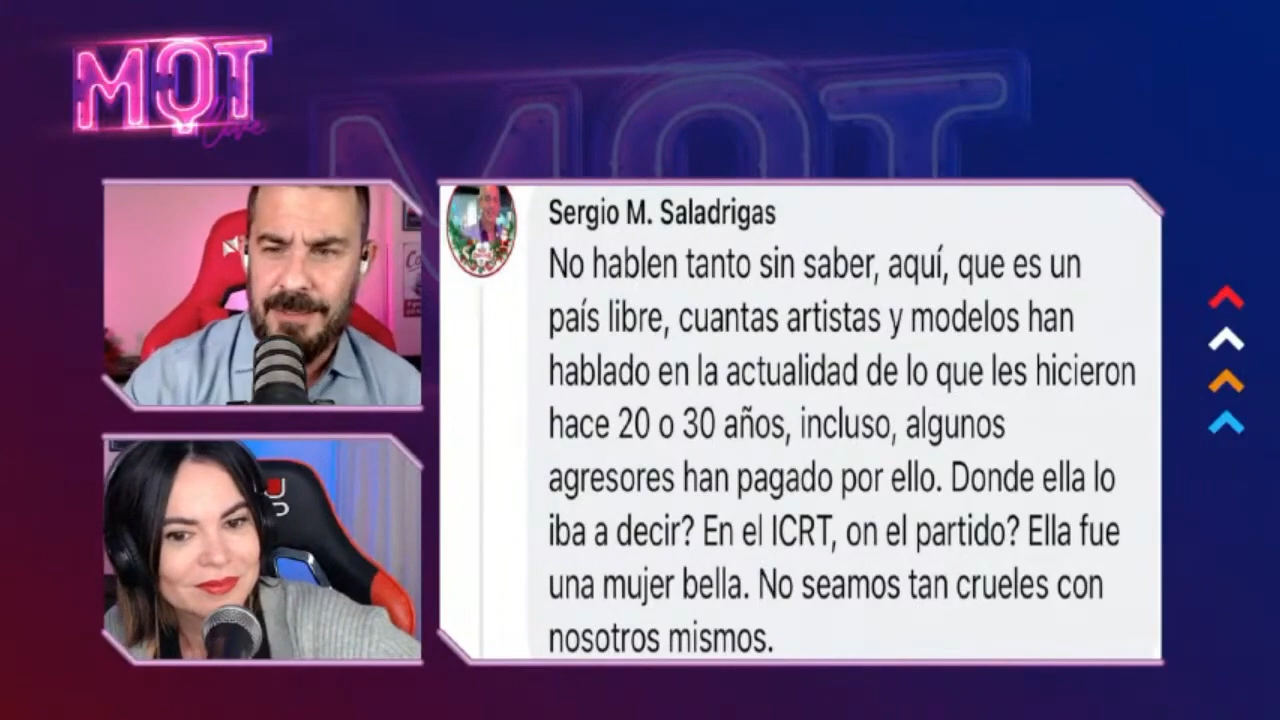 MQT
live
Sergio M. Saladrigas
No hablen tanto sin saber, aquí, que es un
país libre, cuantas artistas y modelos han
hablado en la actualidad de lo que les hicieron
hace 20 o 30 años, incluso, algunos
agresores han pagado por ello. Donde ella lo
iba a decir? En el ICRT, on el partido? Ella fue
una mujer bella. No seamos tan crueles con
nosotros mismos.